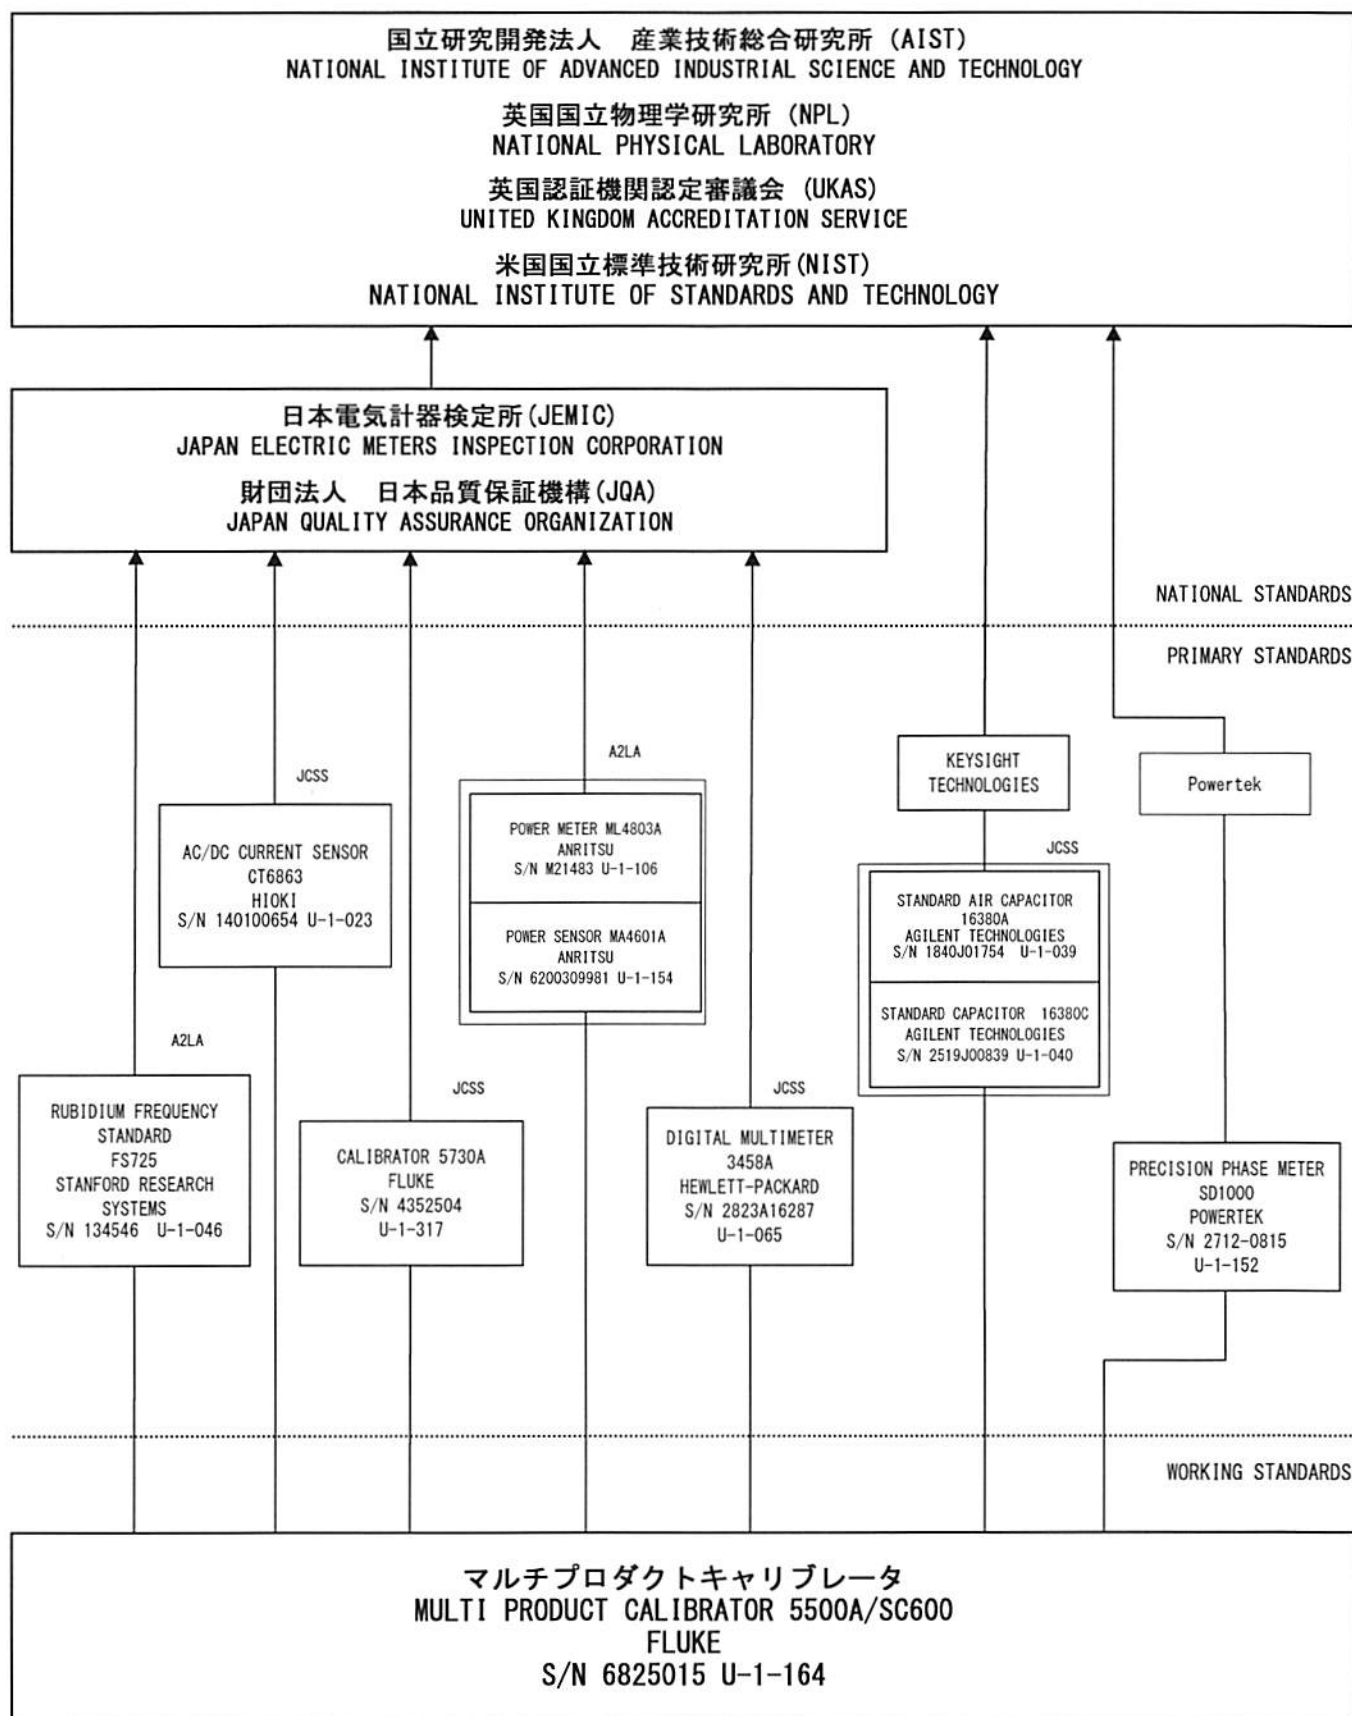 国立研究開発法人　産業技術総合研究所 (AIST)
NATIONAL INSTITUTE OF ADVANCED INDUSTRIAL SCIENCE AND TECHNOLOGY
英国国立物理学研究所 (NPL)
NATIONAL PHYSICAL LABORATORY
英国認証機関認定審議会 (UKAS)
UNITED KINGDOM ACCREDITATION SERVICE
米国国立標準技術研究所(NIST)
NATIONAL INSTITUTE OF STANDARDS AND TECHNOLOGY
日本電気計器検定所(JEMIC)
JAPAN ELECTRIC METERS INSPECTION CORPORATION
財団法人　日本品質保証機構(JQA)
JAPAN QUALITY ASSURANCE ORGANIZATION
NATIONAL STANDARDS
PRIMARY STANDARDS
A2LA
RUBIDIUM FREQUENCY
STANDARD
FS725
STANFORD RESEARCH
SYSTEMS
S/N 134546 U-1-046
JCSS
AC/DC CURRENT SENSOR
CT6863
HIOKI
S/N 140100654 U-1-023
JCSS
CALIBRATOR 5730A
FLUKE
S/N 4352504
U-1-317
A2LA
POWER METER ML4803A
ANRITSU
S/N M21483 U-1-106
POWER SENSOR MA4601A
ANRITSU
S/N 6200309981 U-1-154
JCSS
DIGITAL MULTIMETER
3458A
HEWLETT-PACKARD
S/N 2823A16287
U-1-065
KEYSIGHT
TECHNOLOGIES
JCSS
STANDARD AIR CAPACITOR
16380A
AGILENT TECHNOLOGIES
S/N 1840J01754 U-1-039
STANDARD CAPACITOR 16380C
AGILENT TECHNOLOGIES
S/N 2519J00839 U-1-040
Powertek
PRECISION PHASE METER
SD1000
POWERTEK
S/N 2712-0815
U-1-152
WORKING STANDARDS
マルチプロダクトキャリブレータ
MULTI PRODUCT CALIBRATOR 5500A/SC600
FLUKE
S/N 6825015 U-1-164